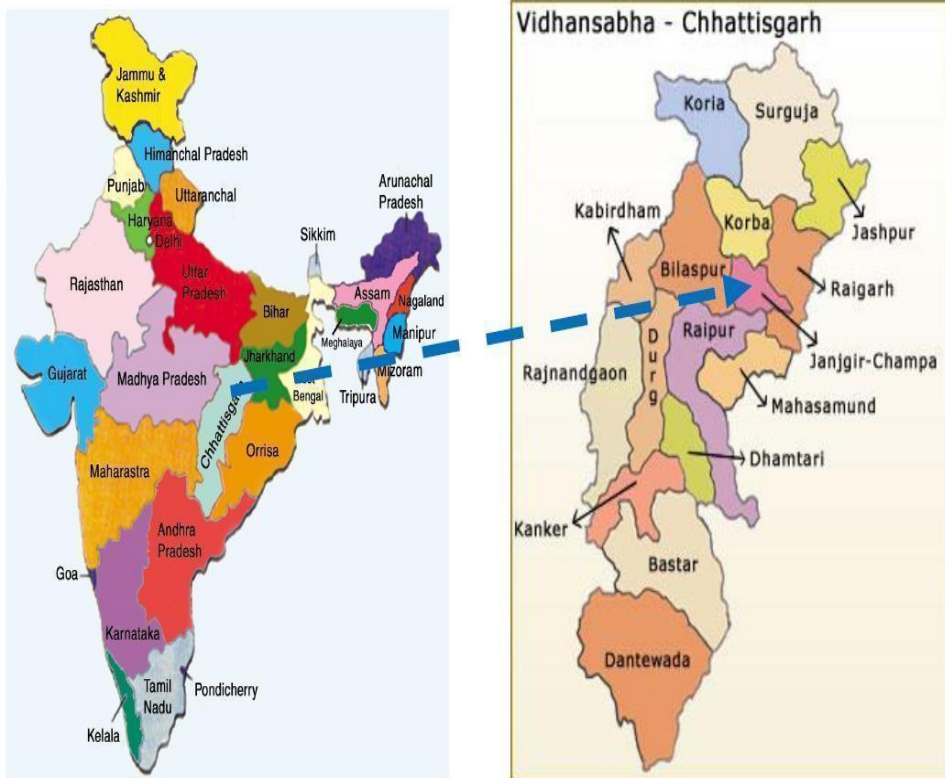 Jammu &
Kashmir
Himanchal Pradesh
Punjab
Uttaranchal
Haryana
Delhi
Arunachal
Pradesh
Sikkim
Rajasthan
Uttar
Pradesh
Bihar
Assam
Nagaland
Meghalaya
Manipur
Jharkhand
Gujarat
Madhya Pradesh
Mizoram
Tripura
Bengal
Orrisa
Maharastra
Andhra
Pradesh
Goa
Karnataka
Pondicherry
Tamil
Nadu
Kelala
Vidhansabha - Chhattisgarh
Koria
Surguja
Kabirdham
Korba
Jashpur
Bilaspur
Raigarh
Durg
Raipur
Janjgir-Champa
Rajnandgaon
Mahasamund
Dhamtari
Kanker
Bastar
Dantewada